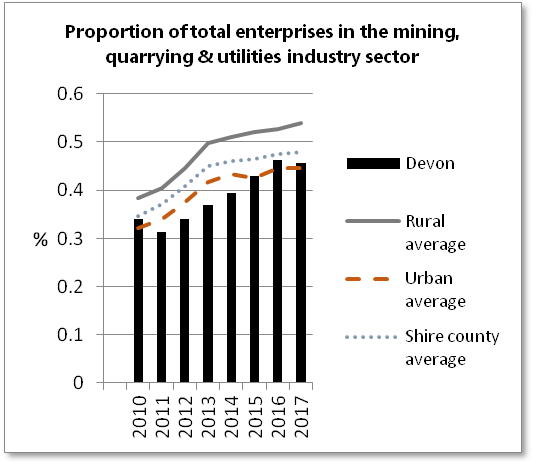 Proportion of total enterprises in the mining,
quarrying & utilities industry sector
0.6
0.5
0.4
0.3
0.2
0.1
0
%
2010
2011
2012
2013
2014
2015
2016
2017
Devon
Rural
average
Urban
average
Shire county
average